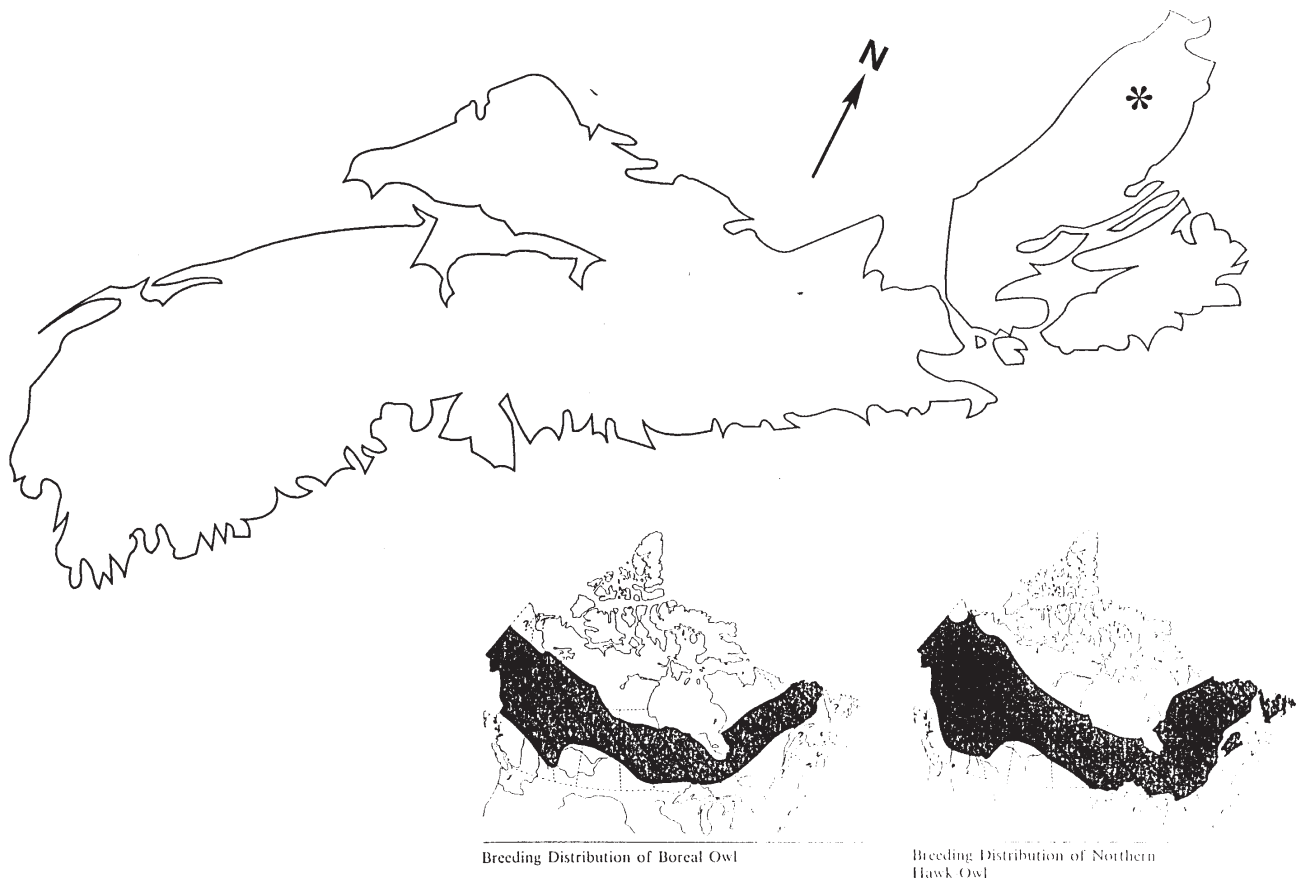 N
*
Breeding Distribution of Boreal Owl
Breeding Distribution of Northern
Hawk Owl